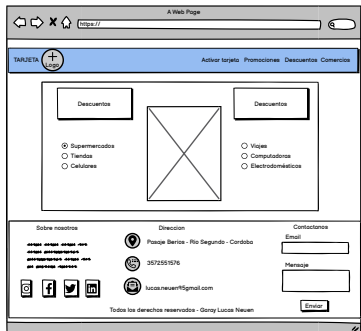 A Web Page
https://
TARJETA
Logo
Activar tarjeta Promociones Descuentos Comercios
Descuentos
Supermercados
Tiendas
Celulares
Descuentos
Viajes
Computadoras
Electrodomésticos
Sobre nosotros
Direccion
Pasaje Berios - Rio Segundo - Cordoba
3572551576
lucas.neuen95@gmail.com
Contactanos
Email
Mensaje
Enviar
Todos los derechos reservados - Garay Lucas Neuen